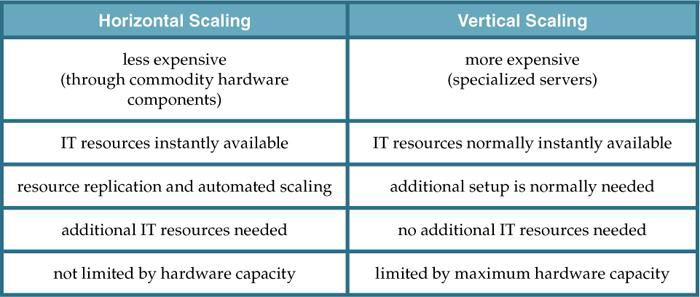 Horizontal Scaling
Vertical Scaling
less expensive
(through commodity hardware
components)
more expensive
(specialized servers)
IT resources instantly available
IT resources normally instantly available
resource replication and automated scaling
additional setup is normally needed
additional IT resources needed
no additional IT resources needed
not limited by hardware capacity
limited by maximum hardware capacity